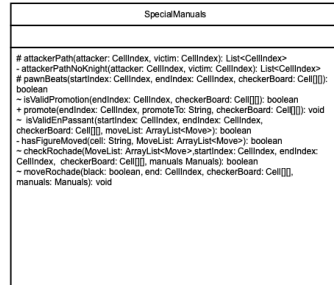 SpecialManuals
# attackerPath(attacker: CellIndex, victim: CellIndex): List<CellIndex>
- attackerPathNoKnight(attacker: CellIndex, victim: CellIndex): List<CellIndex>
# pawnBeats(startIndex: CellIndex, endIndex: CellIndex, checkerBoard: Cell[][]):
boolean
~ isValidPromotion(endIndex: CellIndex, checkerBoard: Cell[][]): boolean
+ promote(endIndex: CellIndex, promoteTo: String, checkerBoard: Cell[][]): void
~ isValidEnPassant(startIndex: CellIndex, endIndex: CellIndex,
checkerBoard: Cell[][], moveList: ArrayList<Move>): boolean
- hasFigureMoved(cell: String, MoveList: ArrayList<Move>): boolean
~ checkRochade(MoveList: ArrayList<Move>,startIndex: CellIndex, endIndex:
CellIndex, checkerBoard: Cell[][], manuals Manuals): boolean
~ moveRochade(black: boolean, end: CellIndex, checkerBoard: Cell[][],
manuals: Manuals): void